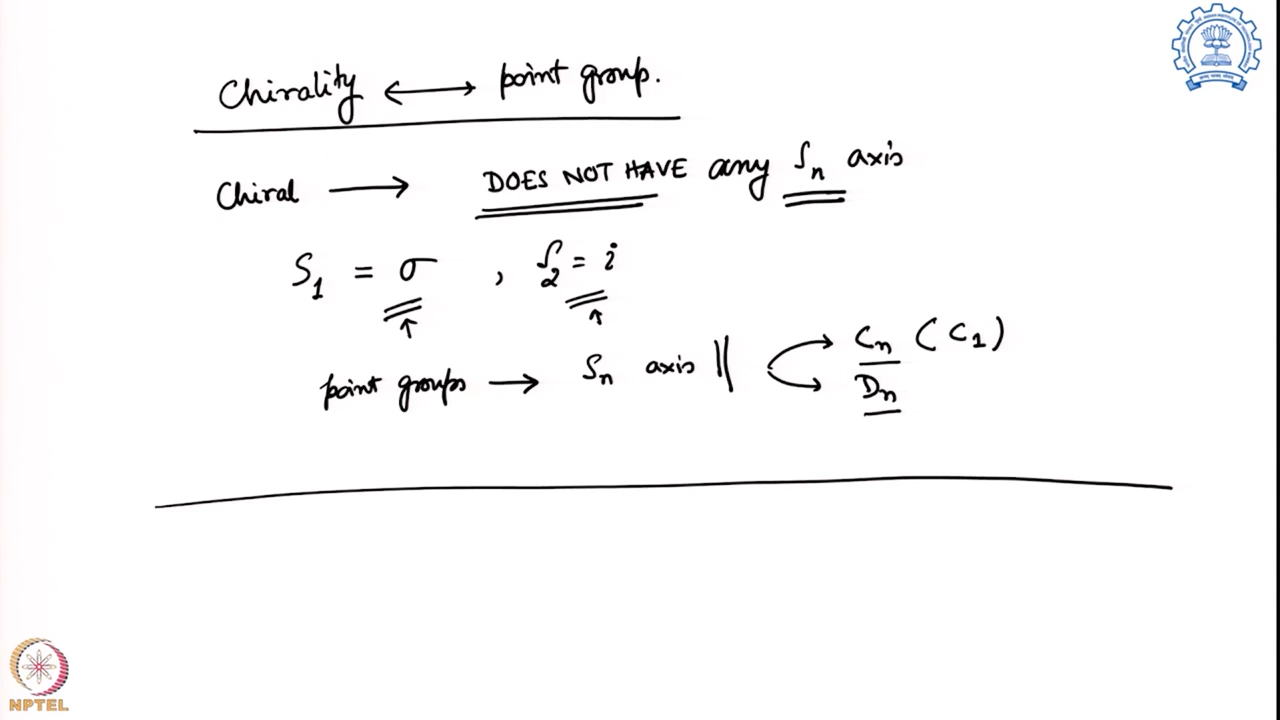 Chirality ⟷ point group.
Chiral ⟶ DOES NOT HAVE any Sn axis
S1 = σ , S2 = i
point groups → Sn axis || Cn (C1)
Dn
NPTEL